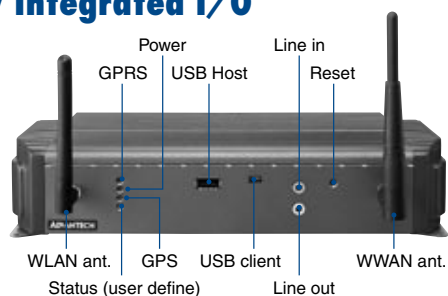 Integrated I/O
Power
Line in
GPRS
USB Host
Reset
ADVANTECH
WLAN ant.
GPS
USB client
WWAN ant.
Status (user define)
Line out